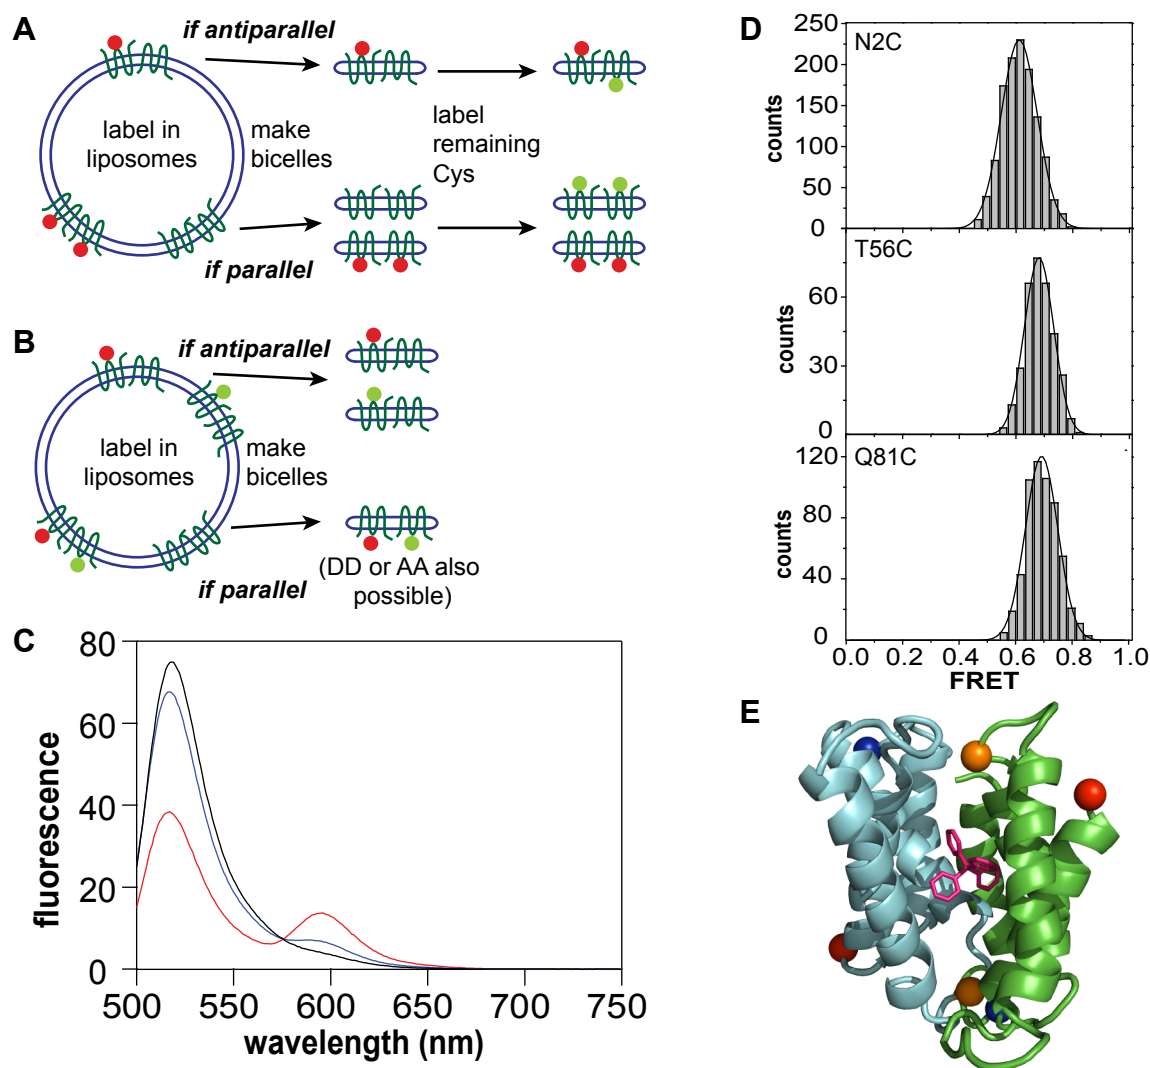 A
if antiparallel
label in
liposomes
make
bicelles
label
remaining
Cys
if parallel
B
if antiparallel
label in
liposomes
make
bicelles
if parallel
(DD or AA also
possible)
C
80
60
40
20
0
fluorescence
500 550 600 650 700 750
wavelength (nm)
D
N2C
250
200
150
100
50
0
counts
T56C
60
30
0
counts
Q81C
120
80
40
0
counts
0.0 0.2 0.4 0.6 0.8 1.0
FRET
E